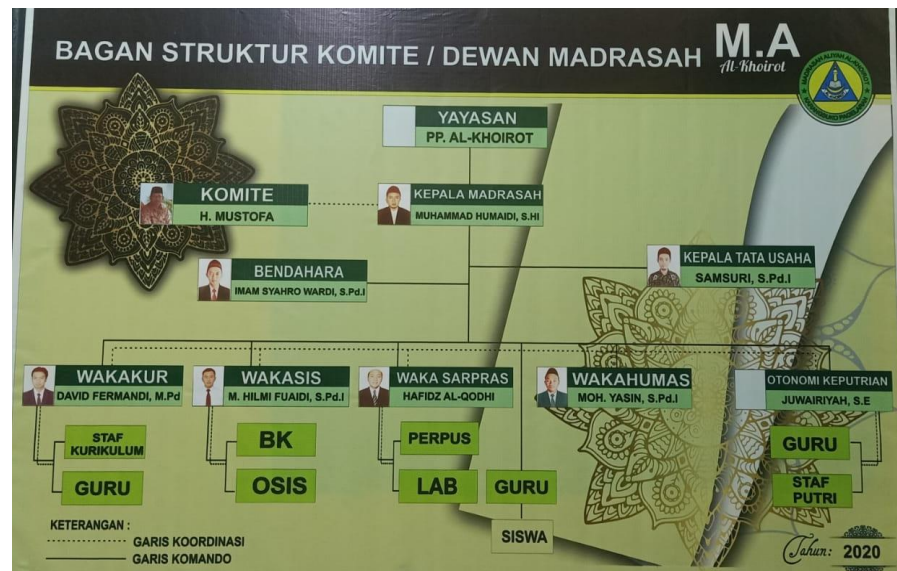 BAGAN STRUKTUR KOMITE / DEWAN MADRASAH M.A
Al-Khoirot
YAYASAN
PP. AL-KHOIROT
KOMITE
H. MUSTOFA
KEPALA MADRASAH
MUHAMMAD HUMAIDI, S.HI
BENDAHARA
IMAM SYAHRO WARDI, S.Pd.I
KEPALA TATA USAHA
SAMSURI, S.Pd.I
WAKAKUR
DAVID FERMANDI, M.Pd
WAKASIS
M. HILMI FUAIDI, S.Pd.I
WAKA SARPRAS
HAFIDZ AL-QODHI
WAKAHUMAS
MOH. YASIN, S.Pd.I
OTONOMI KEPUTRIAN
JUWAIRIYAH, S.E
STAF
KURIKULUM
GURU
BK
OSIS
PERPUS
LAB
GURU
SISWA
GURU
STAF
PUTRI
KETERANGAN :
GARIS KOORDINASI
GARIS KOMANDO
Tahun: 2020